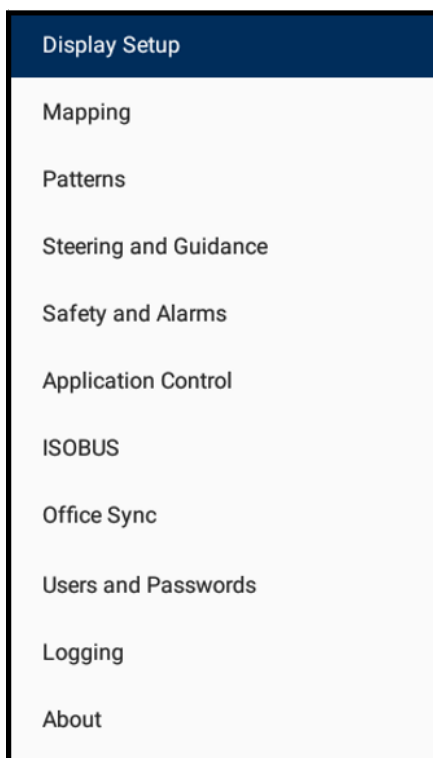 Display Setup
Mapping
Patterns
Steering and Guidance
Safety and Alarms
Application Control
ISOBUS
Office Sync
Users and Passwords
Logging
About